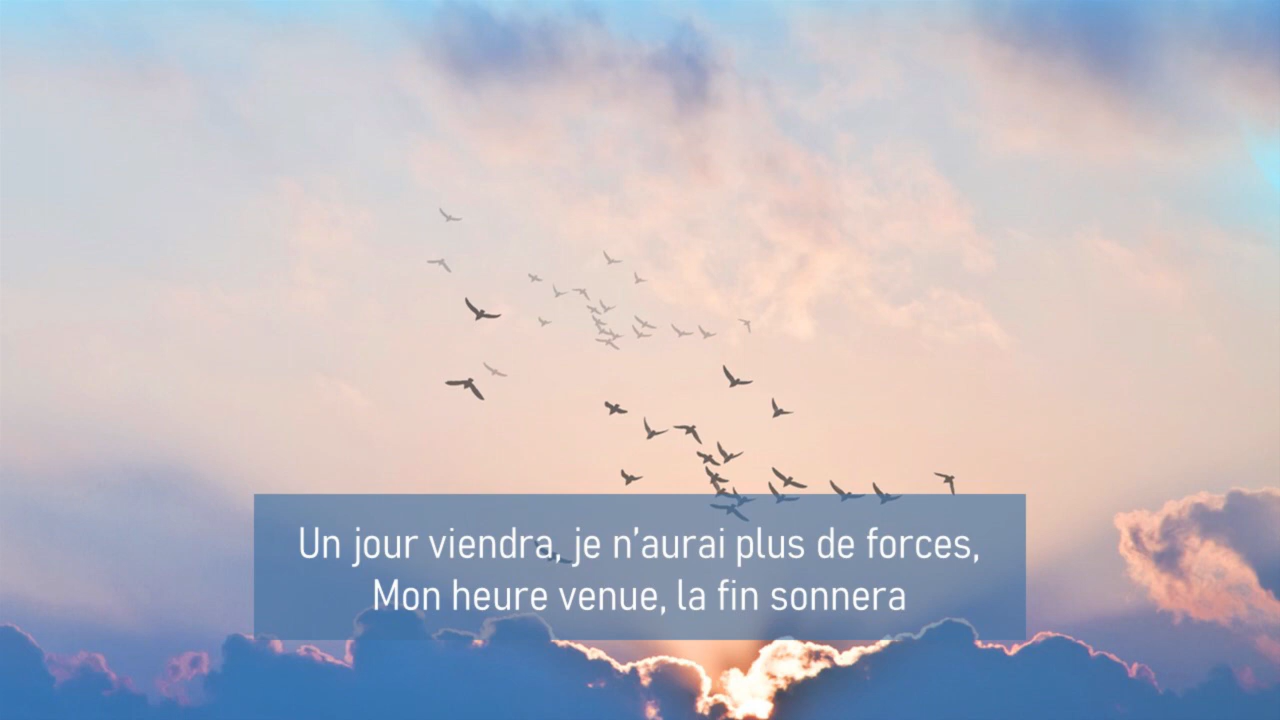 Un jour viendra, je n’aurai plus de forces,
Mon heure venue, la fin sonnera